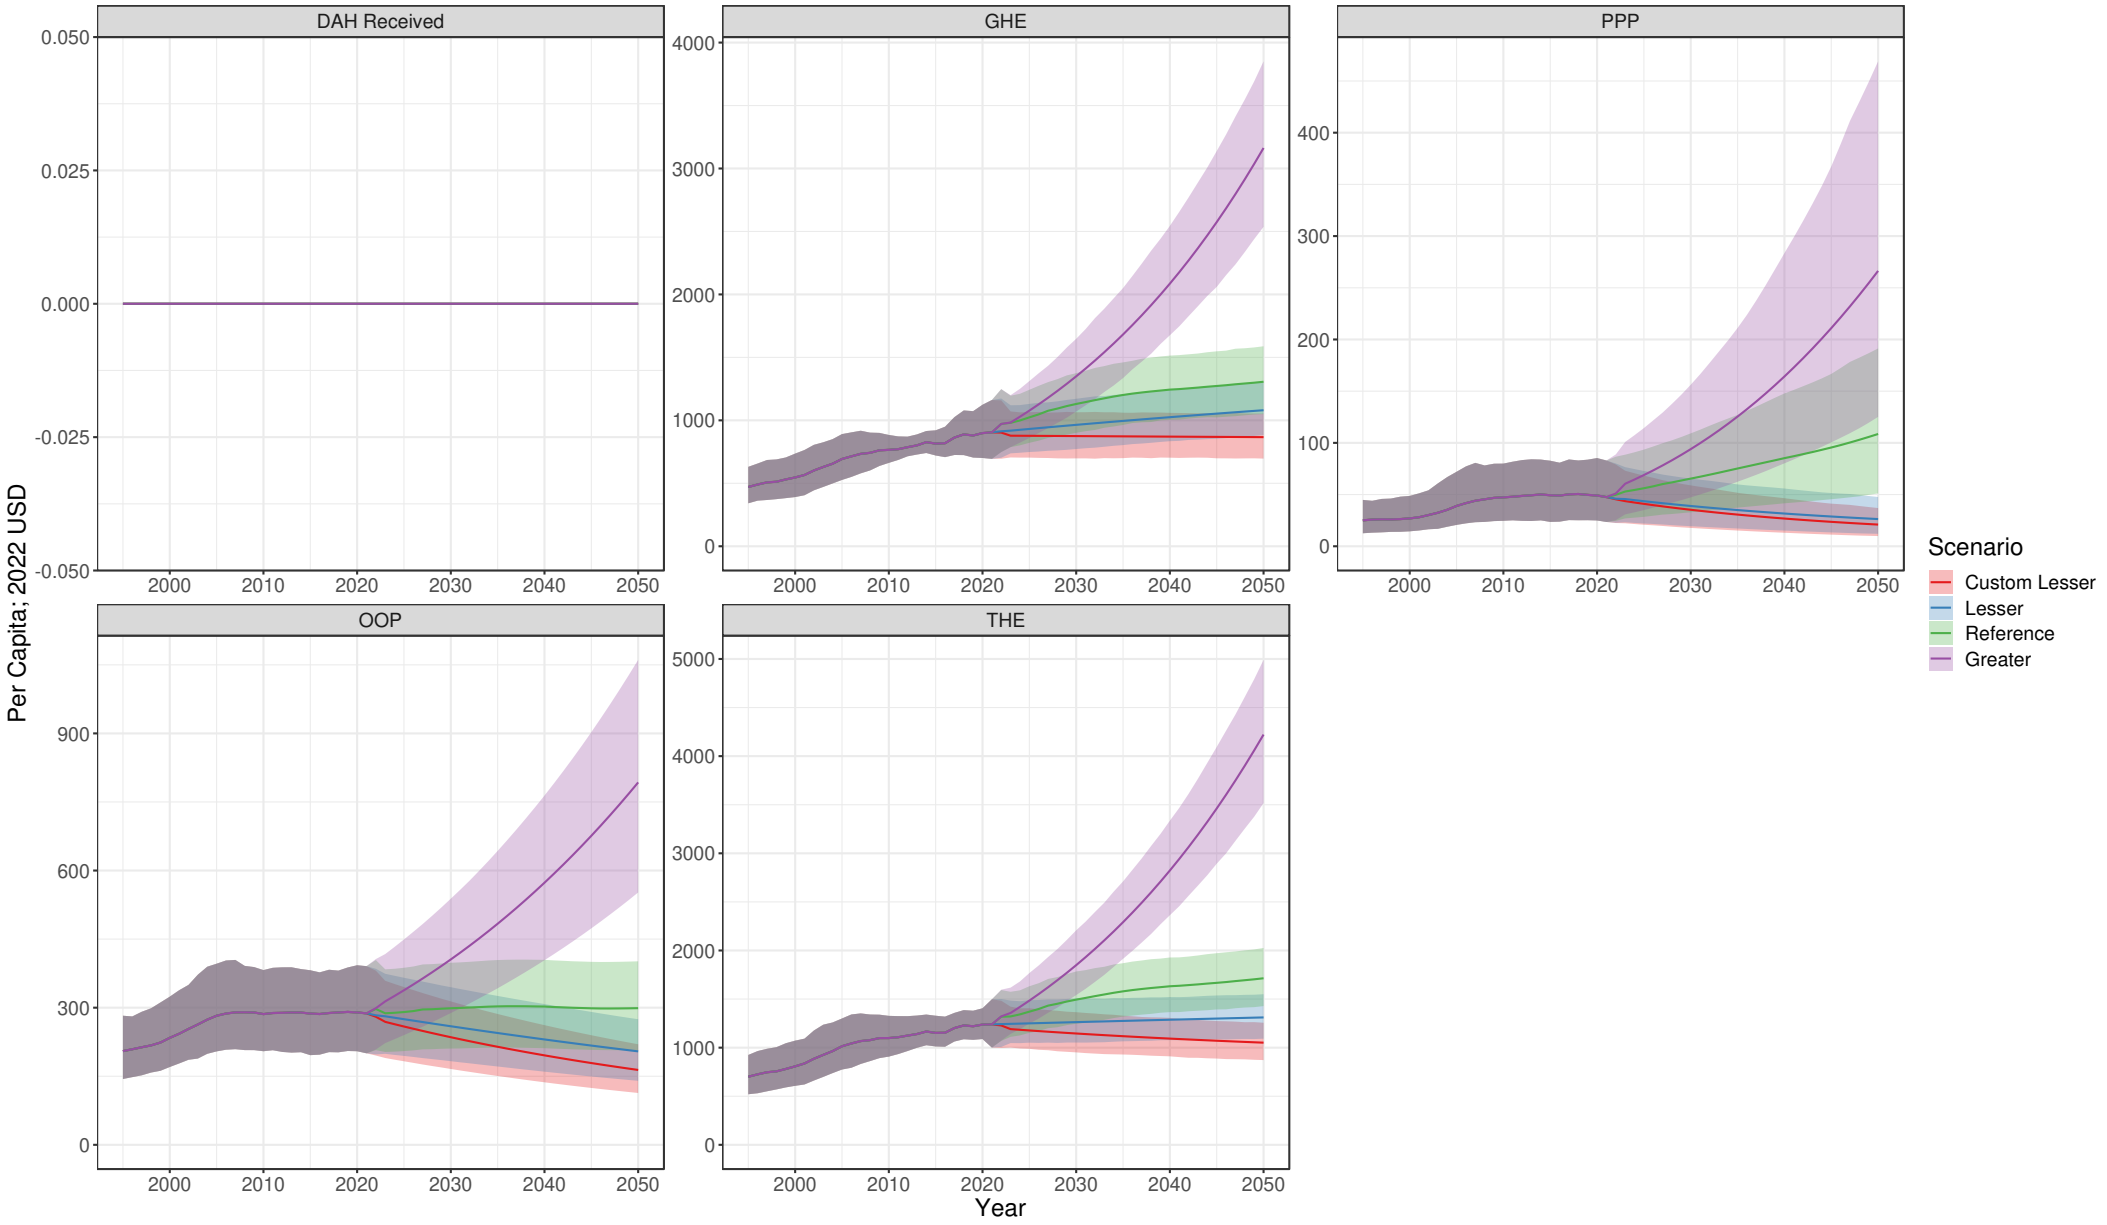 DAH Received
GHE
PPP
0.050
0.025
0.000
-0.025
-0.050
4000
3000
2000
1000
0
400
300
200
100
0
2000 2010 2020 2030 2040 2050
2000 2010 2020 2030 2040 2050
2000 2010 2020 2030 2040 2050
OOP
THE
900
600
300
0
5000
4000
3000
2000
1000
0
2000 2010 2020 2030 2040 2050
2000 2010 2020 2030 2040 2050
Per Capita; 2022 USD
Year
Scenario
Custom Lesser
Lesser
Reference
Greater